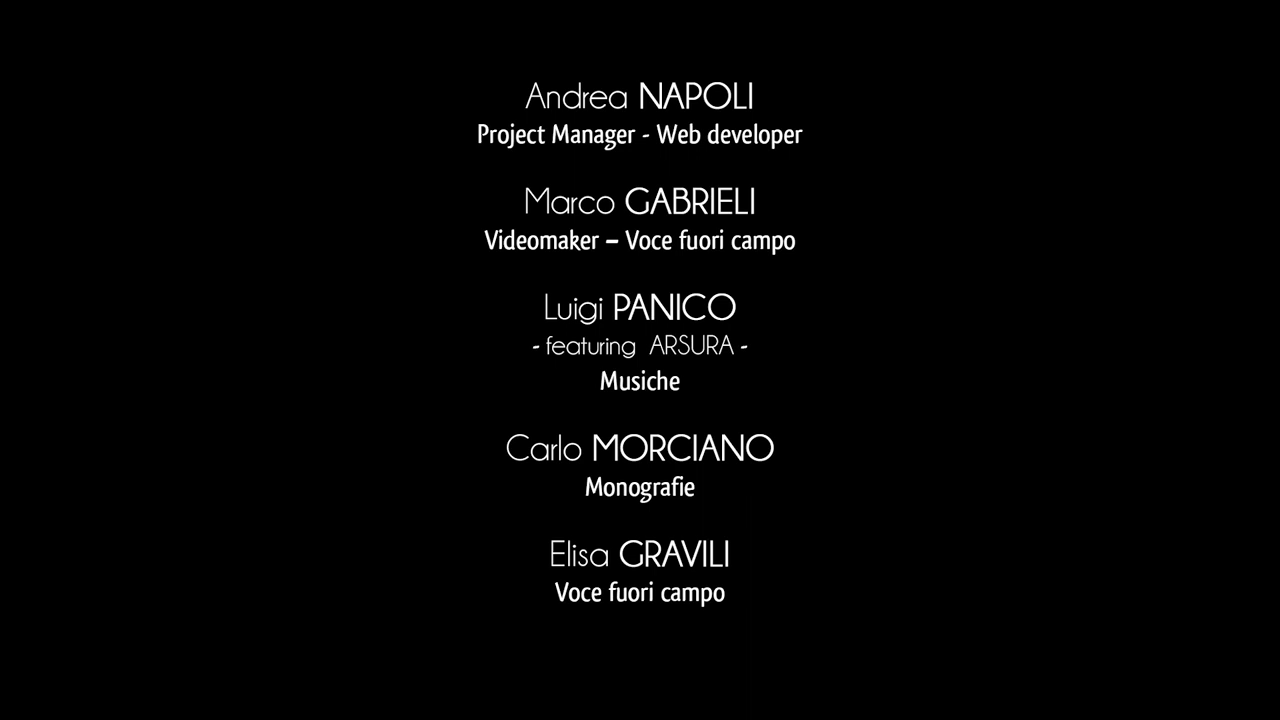 Andrea NAPOLI
Project Manager - Web developer
Marco GABRIELI
Videomaker – Voce fuori campo
Luigi PANICO
- featuring ARSURA -
Musiche
Carlo MORCIANO
Monografie
Elisa GRAVILI
Voce fuori campo